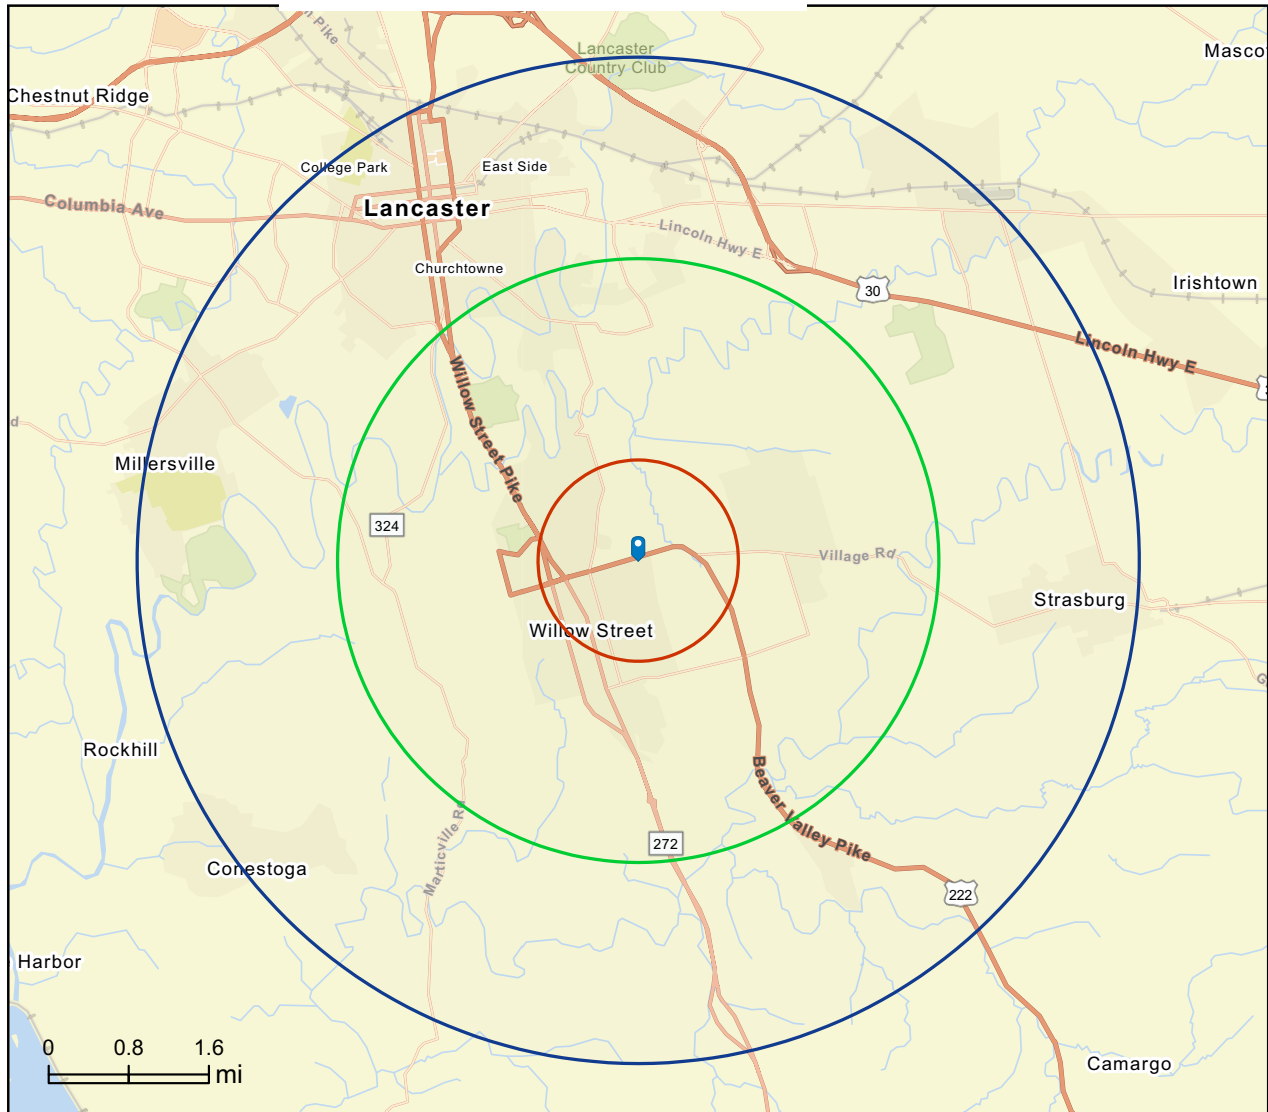 Pike
Lancaster
Country Club
Masco
Chestnut Ridge
College Park
East Side
Columbia Ave
Lancaster
Lincoln Hwy E
Churchtowne
Irishtown
30
Lincoln Hwy E
Willow Street Pike
d
Millersville
324
Village Rd
Strasburg
Willow Street
G
Rockhill
Beaver Valley Pike
Marticville Rd
272
Conestoga
222
Harbor
0 0.8 1.6
mi
Camargo